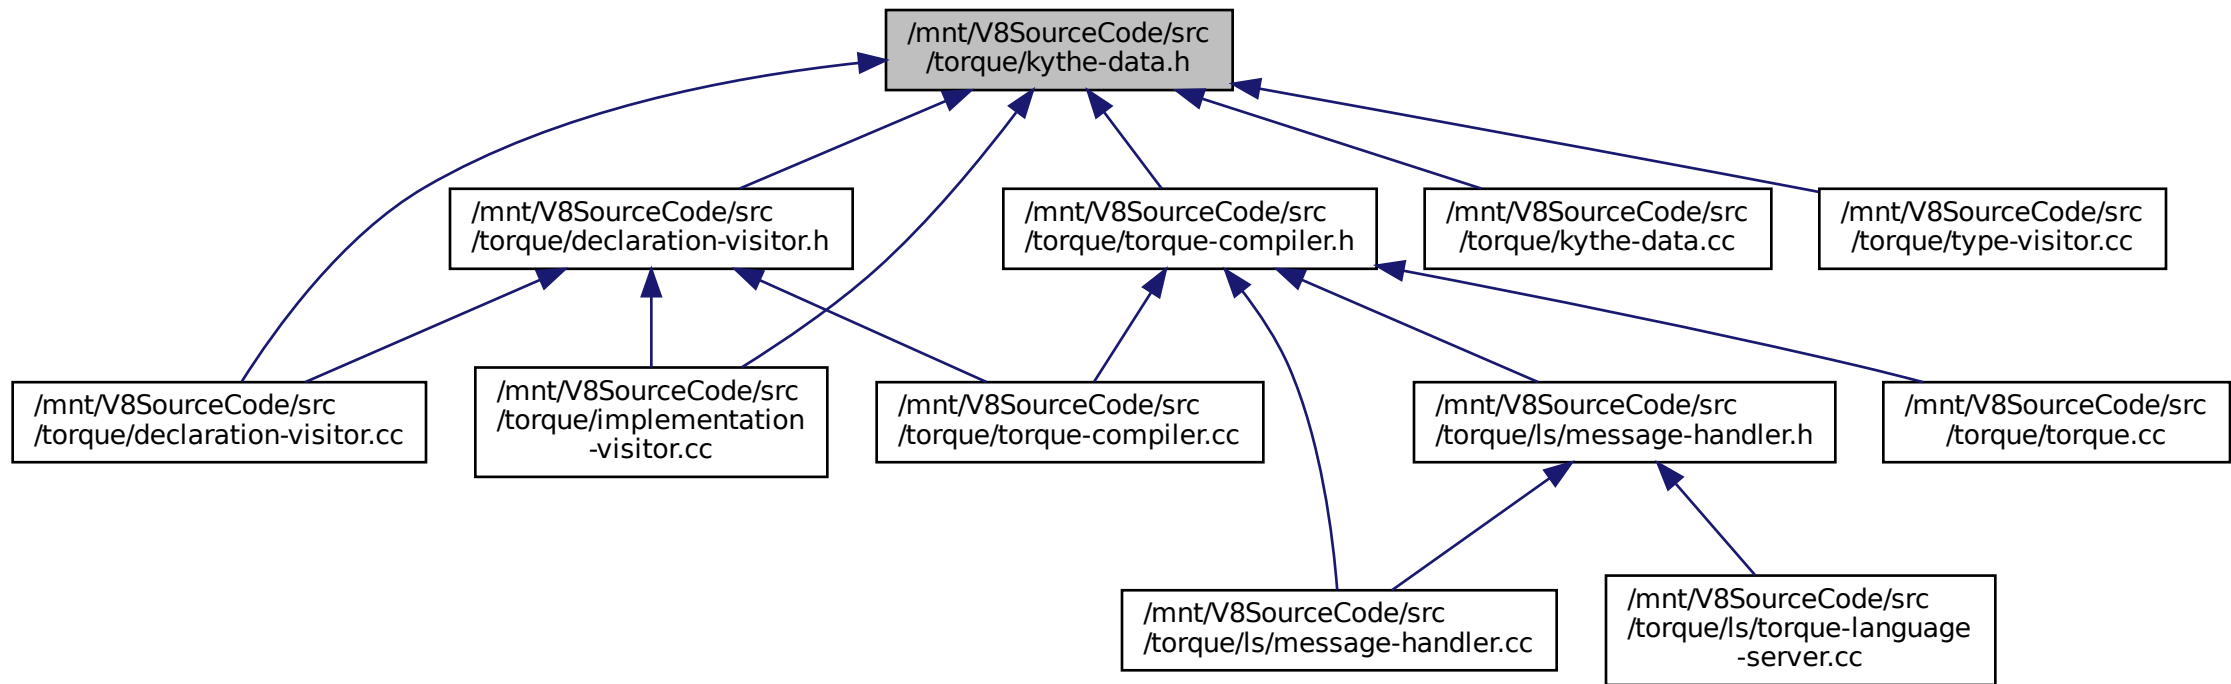 /mnt/V8SourceCode/src
/torque/kythe-data.h
/mnt/V8SourceCode/src
/torque/declaration-visitor.h
/mnt/V8SourceCode/src
/torque/torque-compiler.h
/mnt/V8SourceCode/src
/torque/kythe-data.cc
/mnt/V8SourceCode/src
/torque/type-visitor.cc
/mnt/V8SourceCode/src
/torque/declaration-visitor.cc
/mnt/V8SourceCode/src
/torque/implementation
-visitor.cc
/mnt/V8SourceCode/src
/torque/torque-compiler.cc
/mnt/V8SourceCode/src
/torque/ls/message-handler.h
/mnt/V8SourceCode/src
/torque/torque.cc
/mnt/V8SourceCode/src
/torque/ls/message-handler.cc
/mnt/V8SourceCode/src
/torque/ls/torque-language
-server.cc